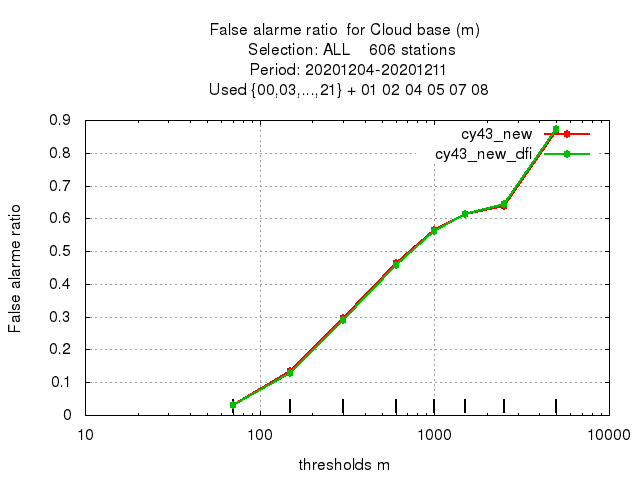 False alarme ratio  for Cloud base (m)
Selection: ALL    606 stations
Period: 20201204-20201211
Used {00,03,...,21} + 01 02 04 05 07 08
cy43_new
cy43_new_dfi
False alarme ratio
0.9
0.8
0.7
0.6
0.5
0.4
0.3
0.2
0.1
0
10 100 1000 10000
thresholds m